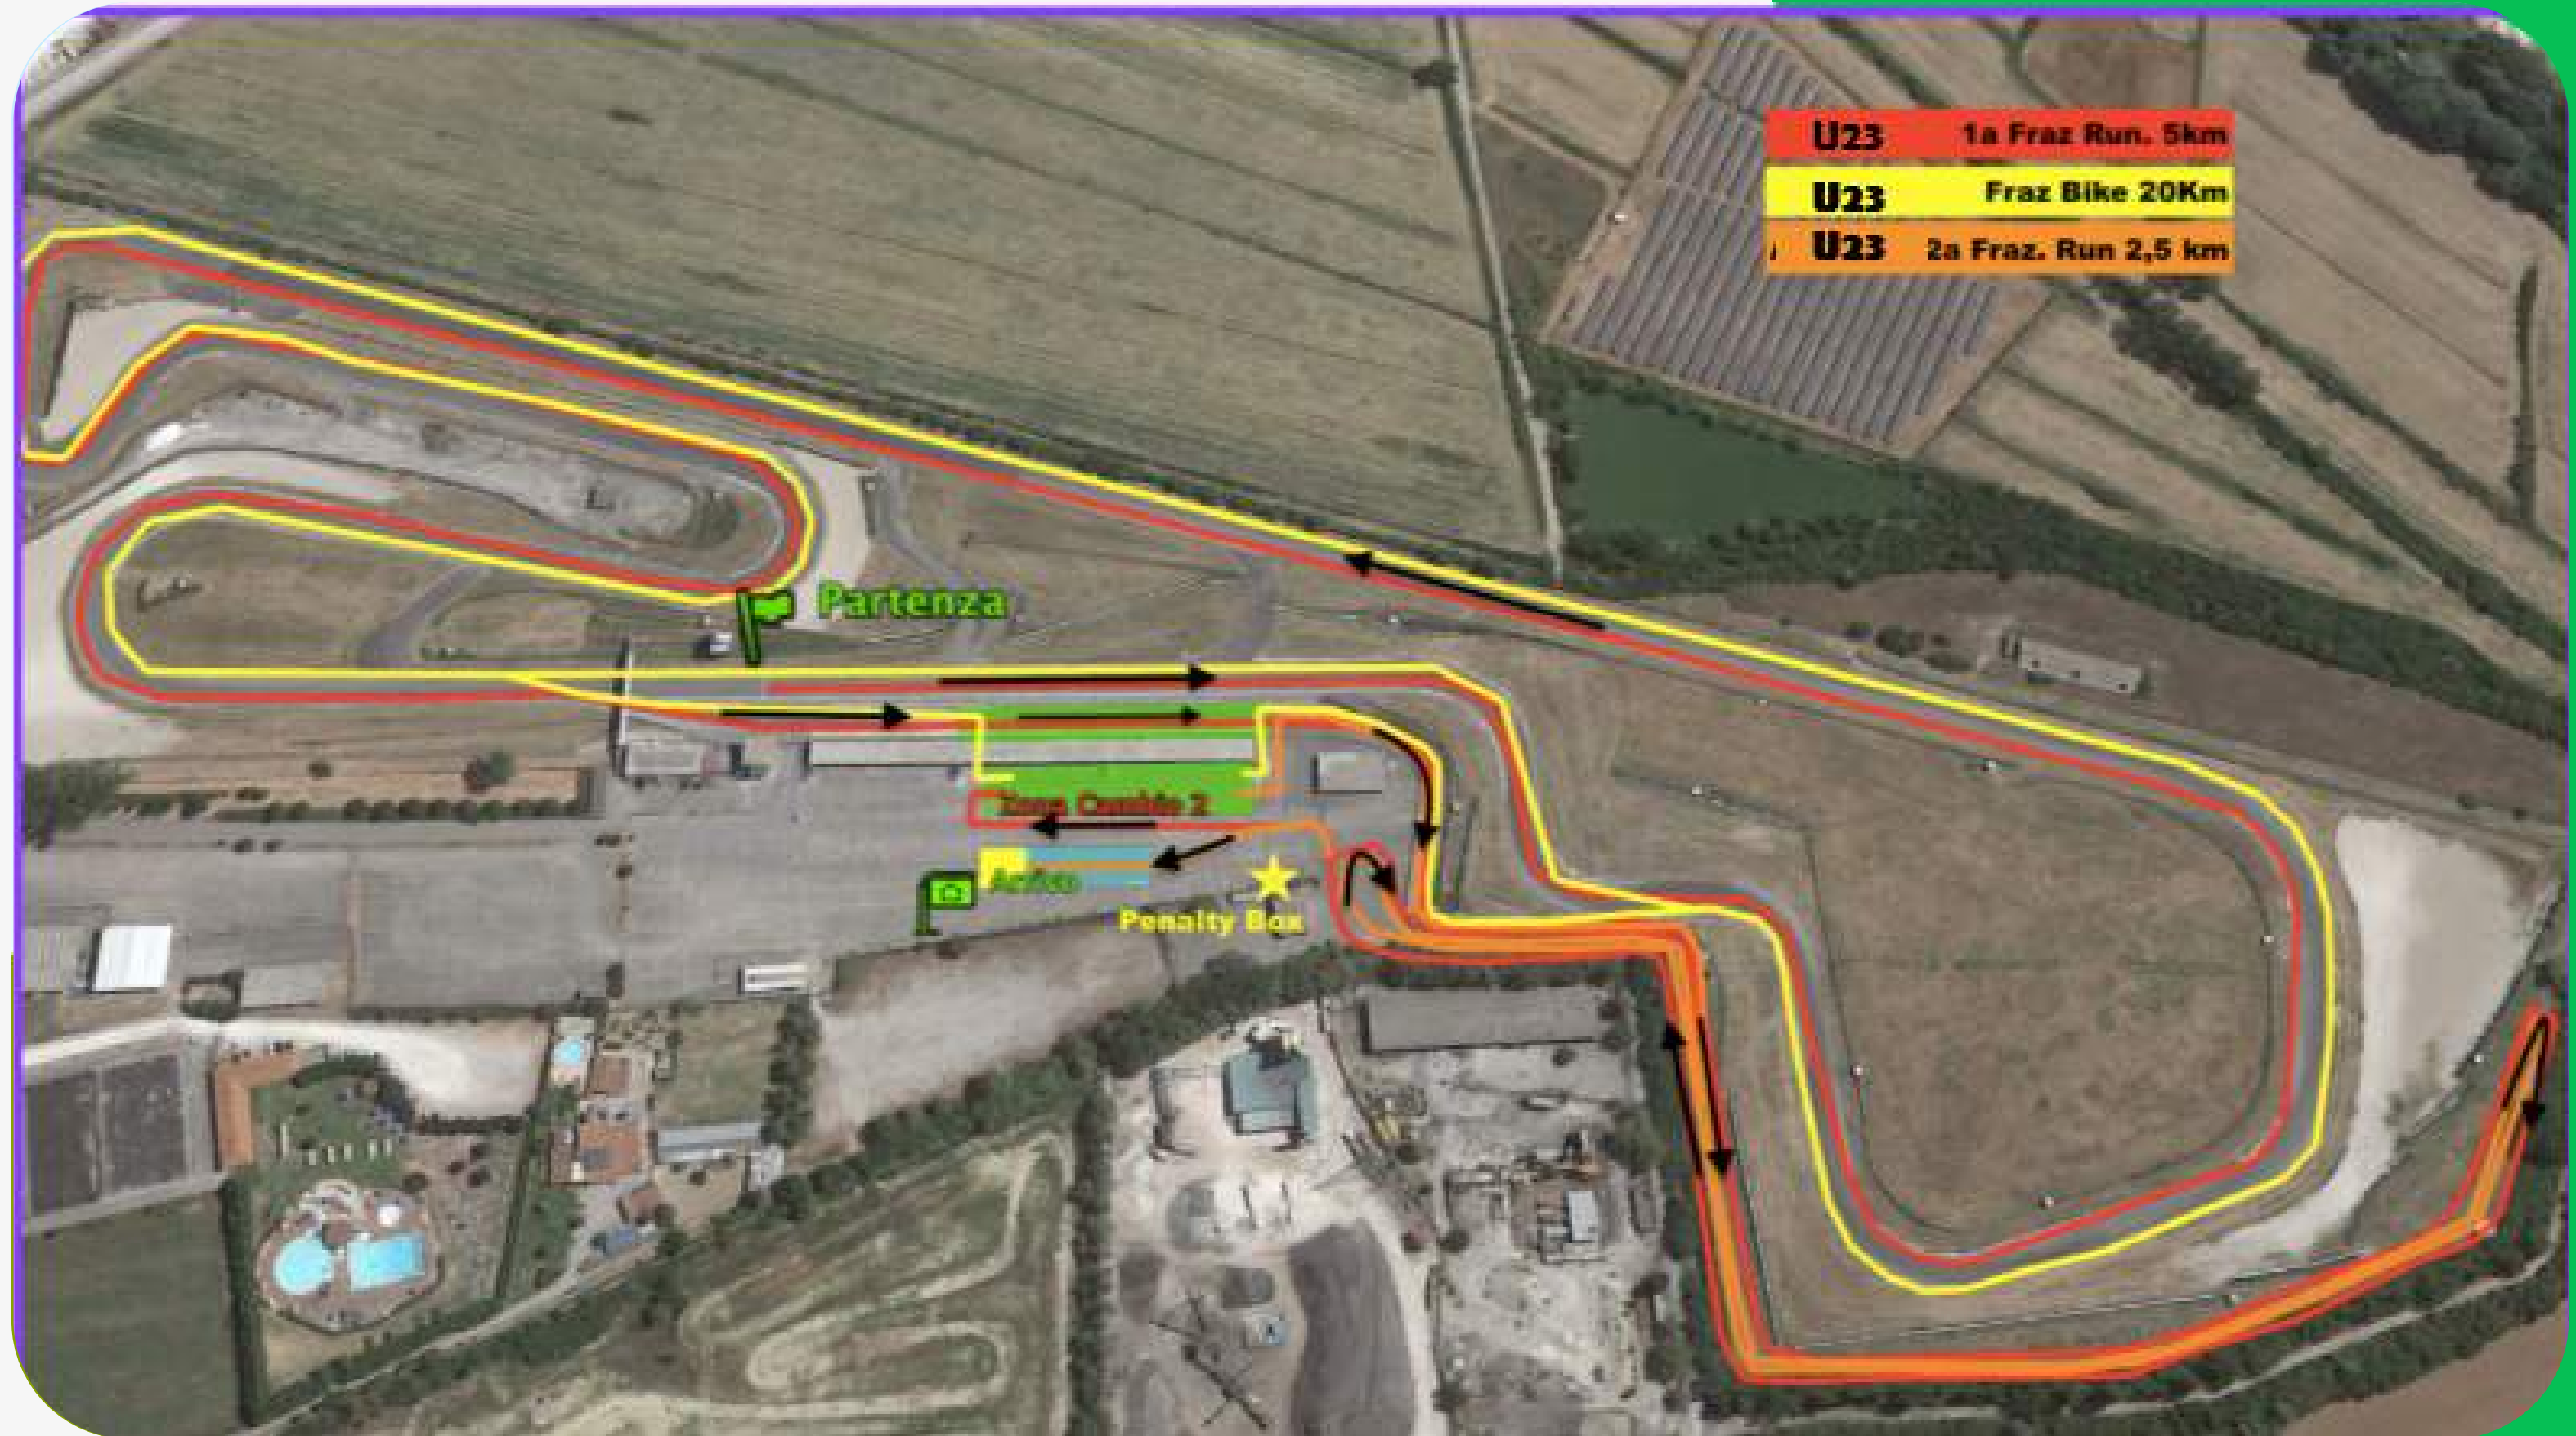 U23 1a Fraz Run. 5km
U23 Fraz Bike 20Km
U23 2a Fraz. Run 2,5 km
Partenza
Zona Cambio 2
Arrivo
Penalty Box